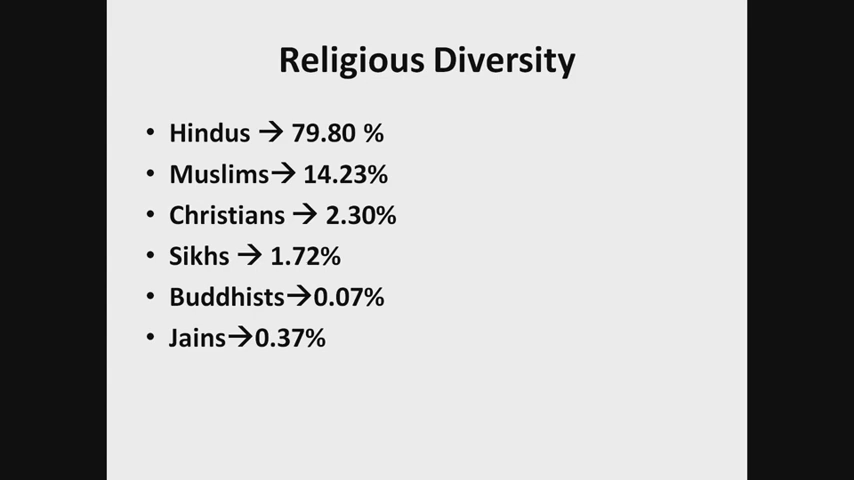 Religious Diversity
• Hindus → 79.80 %
• Muslims→ 14.23%
• Christians → 2.30%
• Sikhs → 1.72%
• Buddhists→0.07%
• Jains→0.37%